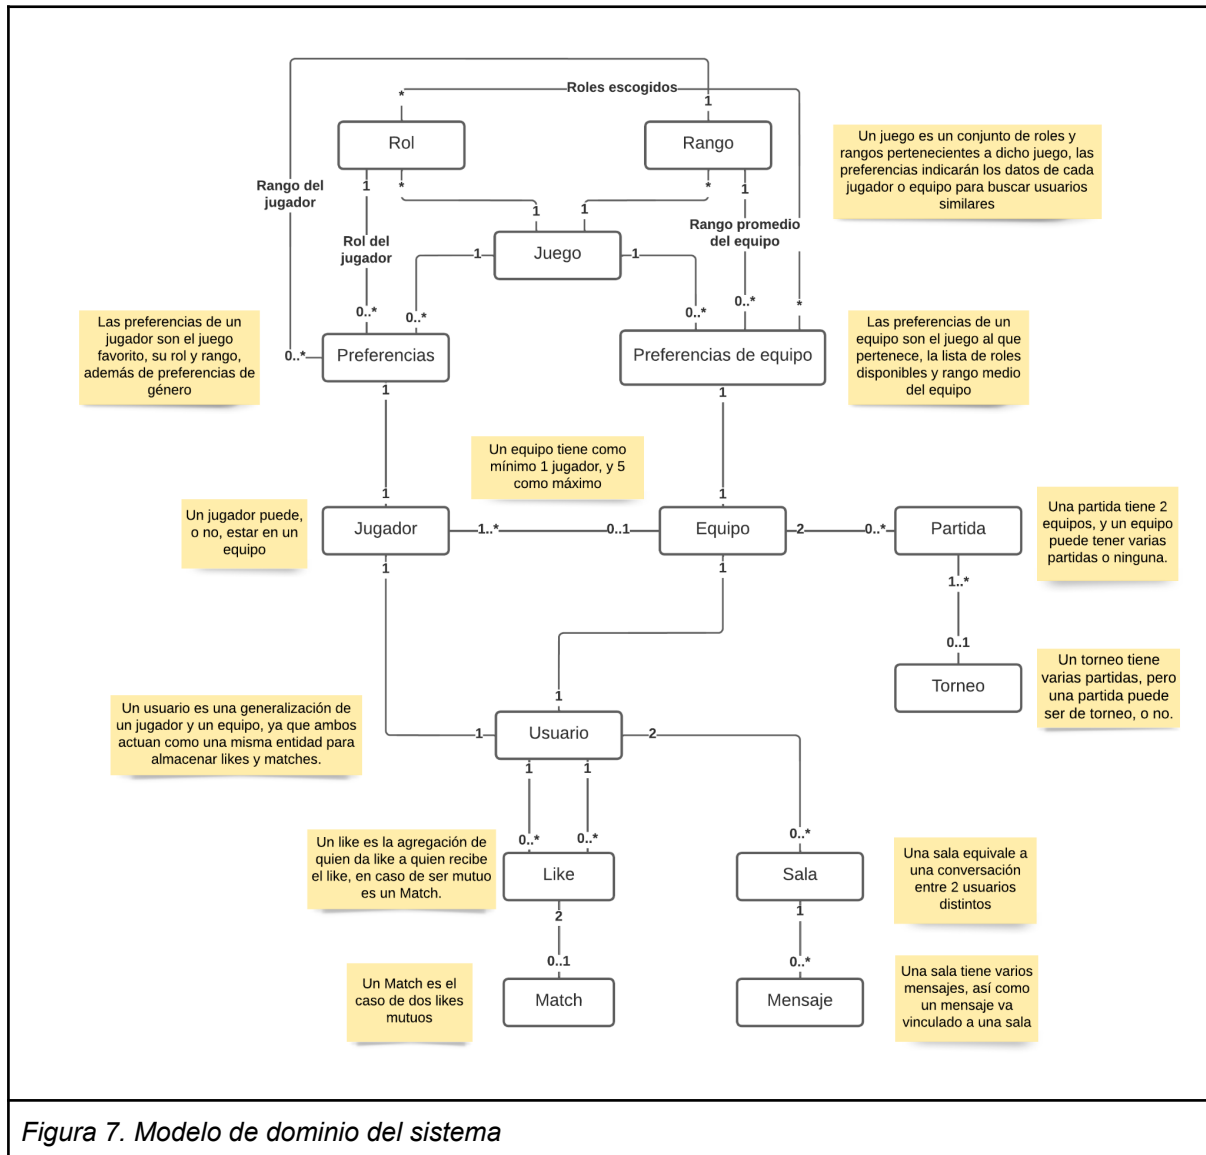 Roles escogidos
*
1
Rol
Rango
Un juego es un conjunto de roles y
rangos pertenecientes a dicho juego, las
preferencias indicarán los datos de cada
jugador o equipo para buscar usuarios
similares
Rango del
jugador
1
*
*
1
1
1
Rol del
jugador
Rango promedio
del equipo
1
Juego
1
0..*
0..*
0..*
0..*
*
Las preferencias de un
jugador son el juego
favorito, su rol y rango,
además de preferencias de
género
0..*
Preferencias
Preferencias de equipo
Las preferencias de un
equipo son el juego al que
pertenece, la lista de roles
disponibles y rango medio
del equipo
1
1
Un equipo tiene como
mínimo 1 jugador, y 5
como máximo
1
1
Un jugador puede,
o no, estar en un
equipo
Jugador
1..*
0..1
Equipo
2
0..*
Partida
Una partida tiene 2
equipos, y un equipo
puede tener varias
partidas o ninguna.
1
1
1..*
0..1
Torneo
Un torneo tiene
varias partidas, pero
una partida puede
ser de torneo, o no.
1
Un usuario es una generalización de
un jugador y un equipo, ya que ambos
actuan como una misma entidad para
almacenar likes y matches.
1
Usuario
2
1
1
0..*
0..*
0..*
Un like es la agregación de
quien da like a quien recibe
el like, en caso de ser mutuo
es un Match.
Like
Sala
Una sala equivale a
una conversación
entre 2 usuarios
distintos
2
1
0..1
0..*
Un Match es el
caso de dos likes
mutuos
Match
Mensaje
Una sala tiene varios
mensajes, así como
un mensaje va
vinculado a una sala
Figura 7. Modelo de dominio del sistema